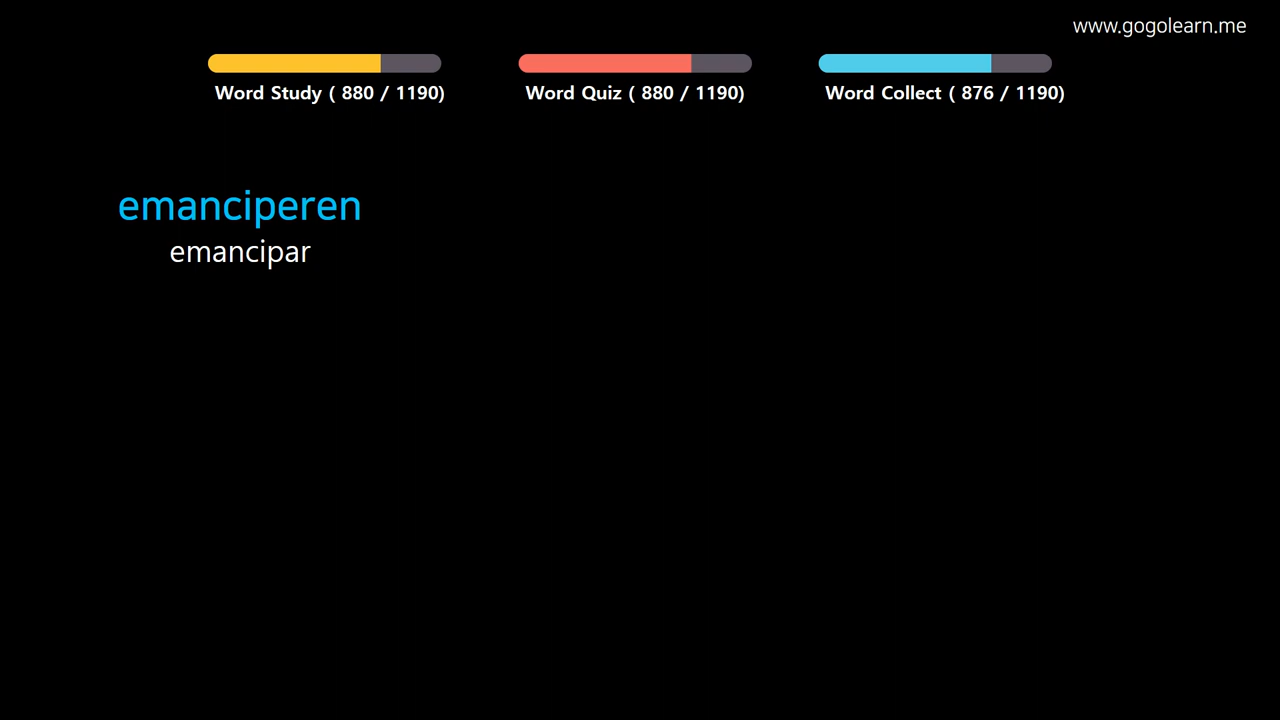 www.gogolearn.me
Word Study ( 880 / 1190)
Word Quiz ( 880 / 1190)
Word Collect ( 876 / 1190)
emanciperen
emancipar